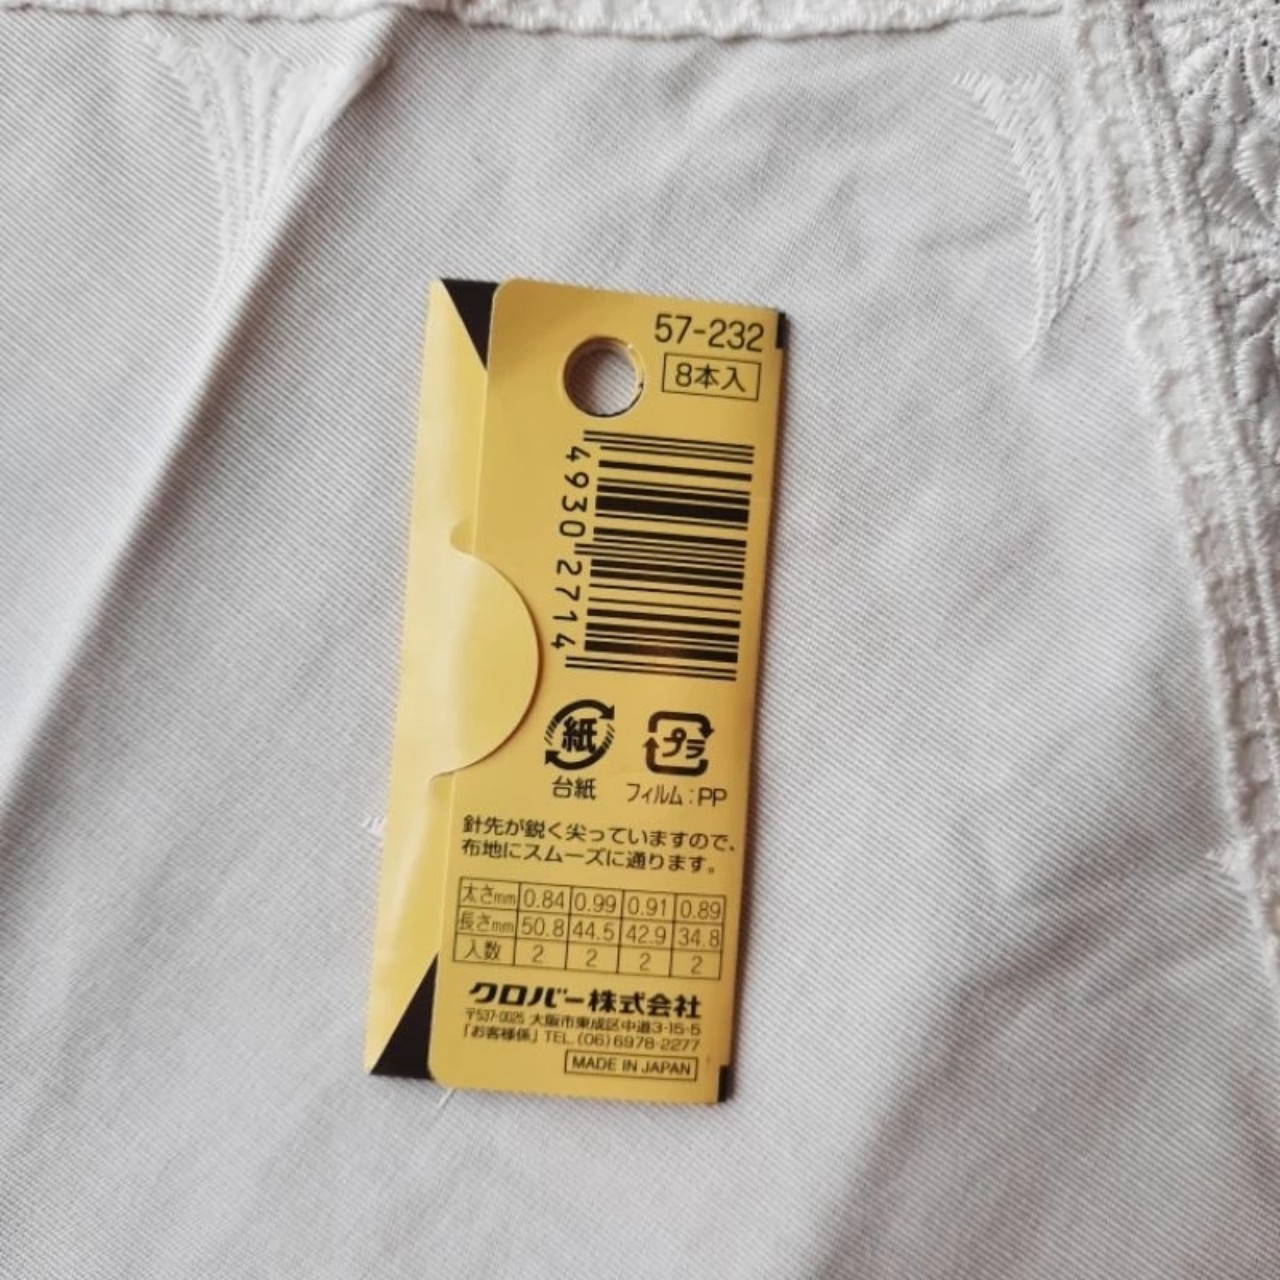 57-232
8本入
4930 2714
紙
プラ
台紙
フィルム:PP
針先が鋭く尖っていますので、
布地にスムーズに通ります。
太さmm 0.84 0.99 0.91 0.89
長さmm 50.8 44.5 42.9 34.8
入数 2 2 2 2
クロバー株式会社
〒537-0025 大阪市東成区中道3-15-5
「お客様係」TEL.(06)6978-2277
MADE IN JAPAN